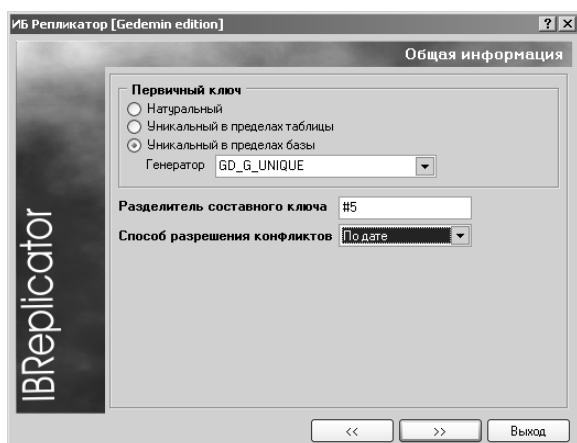 ИБ Репликатор [Gedemin edition]
Общая информация
Первичный ключ
Натуральный
Уникальный в пределах таблицы
Уникальный в пределах базы
Генератор GD_G_UNIQUE
Разделитель составного ключа #5
Способ разрешения конфликтов По дате
IBReplicator
<< >> Выход